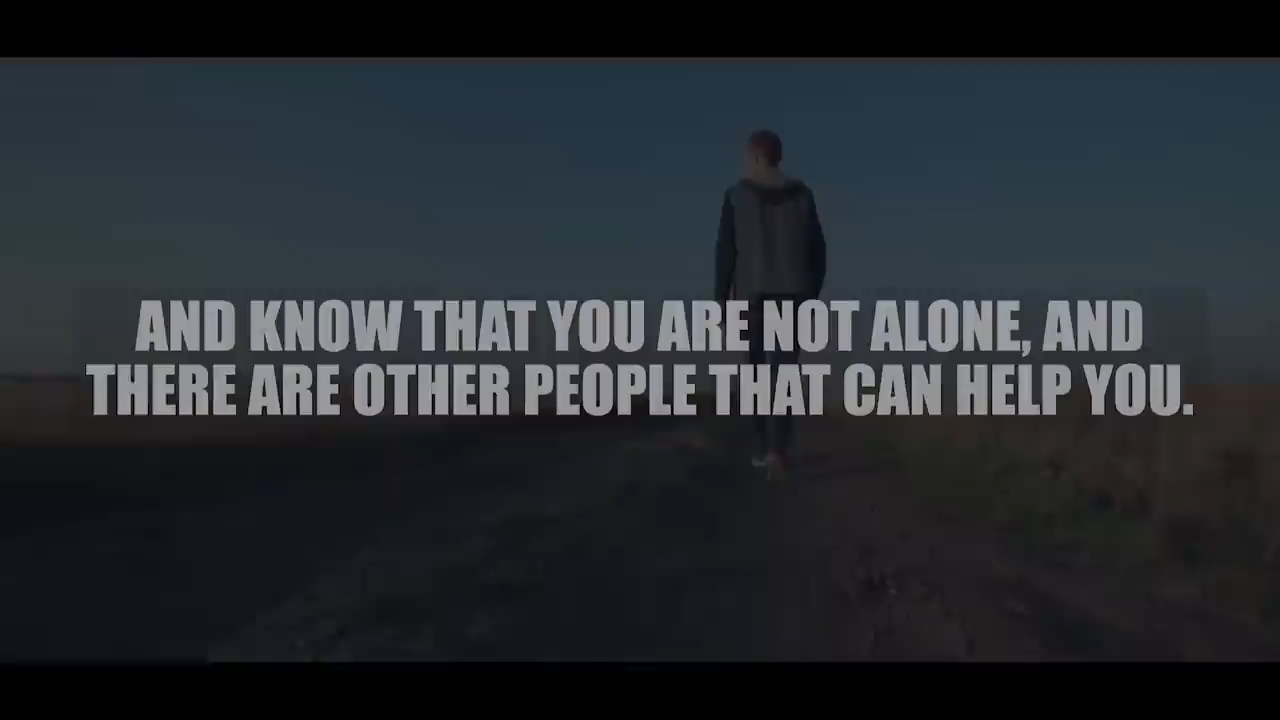 AND KNOW THAT YOU ARE NOT ALONE, AND
THERE ARE OTHER PEOPLE THAT CAN HELP YOU.